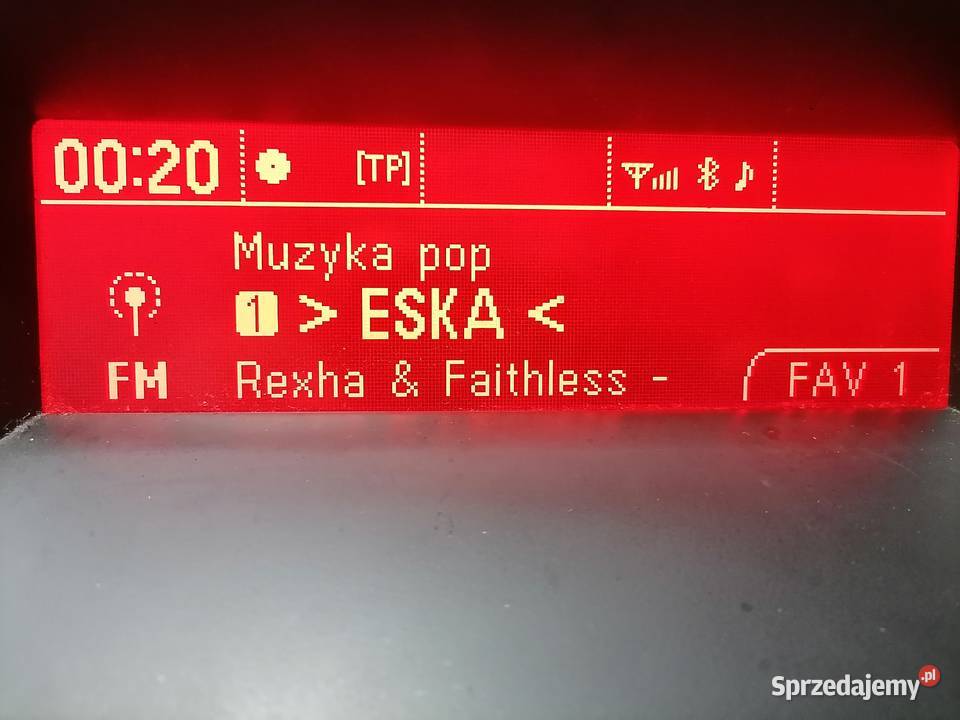 00:20 [TP]
Muzyka pop
1 > ESKA <
FM Rexha & Faithless - FAV 1
Sprzedajemy.pl